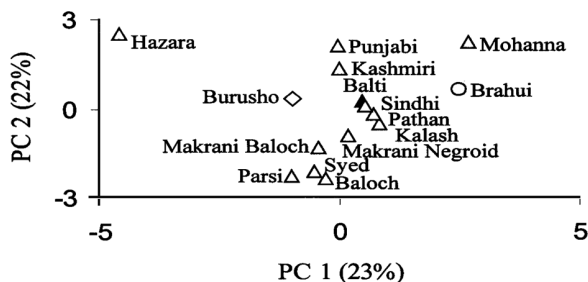 3
Hazara
Punjabi
Mohanna
Kashmiri
Balti
Burusho
Brahui
0
Sindhi
Pathan
Kalash
Makrani Baloch
Makrani Negroid
Syed
Parsi
Baloch
-3
-5
0
5
PC 2 (22%)
PC 1 (23%)